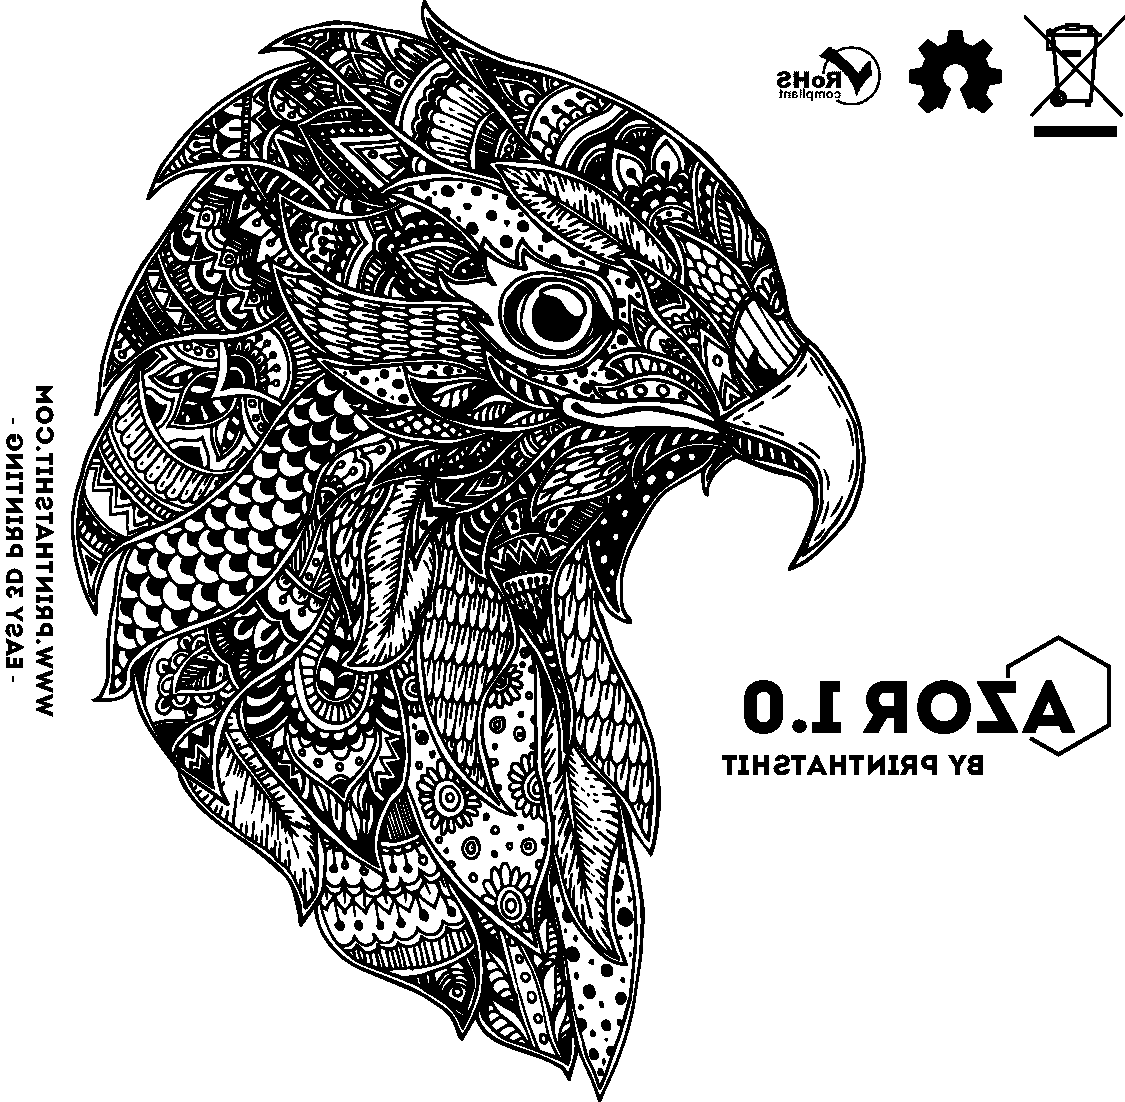 RoHS
compliant
AZOR 1.0
BY PRINTHATSHIT
WWW.PRINTHATSHIT.COM
- EASY 3D PRINTING -